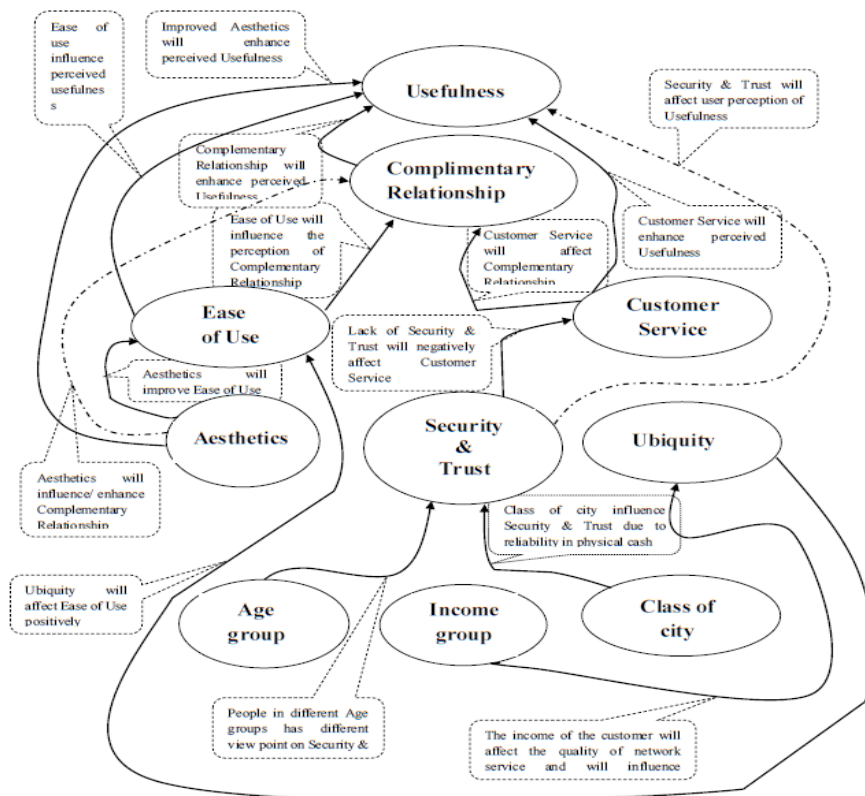 Ease of
use
influence
perceived
usefulnes
s
Improved Aesthetics
will enhance
perceived Usefulness
Usefulness
Security & Trust will
affect user perception of
Usefulness
Complementary
Relationship will
enhance perceived
Usefulness
Complimentary
Relationship
Ease of Use will
influence the
perception of
Complementary
Relationship
Customer Service
will affect
Complementary
Relationship
Customer Service will
enhance perceived
Usefulness
Ease
of Use
Customer
Service
Lack of Security &
Trust will negatively
affect Customer
Service
Aesthetics will
improve Ease of Use
Aesthetics
Security
&
Trust
Ubiquity
Aesthetics will
influence/ enhance
Complementary
Relationship
Class of city influence
Security & Trust due to
reliability in physical cash
Ubiquity will
affect Ease of Use
positively
Age
group
Income
group
Class of
city
People in different Age
groups has different
view point on Security &
The income of the customer will
affect the quality of network
service and will influence